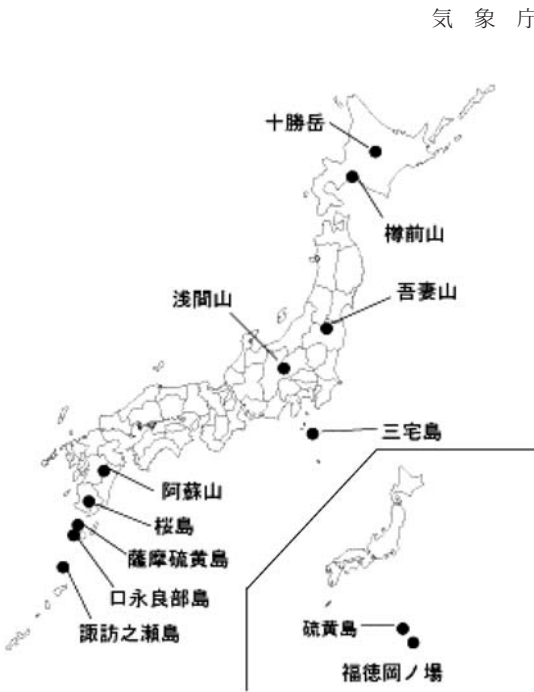 気象庁
十勝岳
樽前山
吾妻山
浅間山
三宅島
阿蘇山
桜島
薩摩硫黄島
口永良部島
諏訪之瀬島
硫黄島
福徳岡ノ場